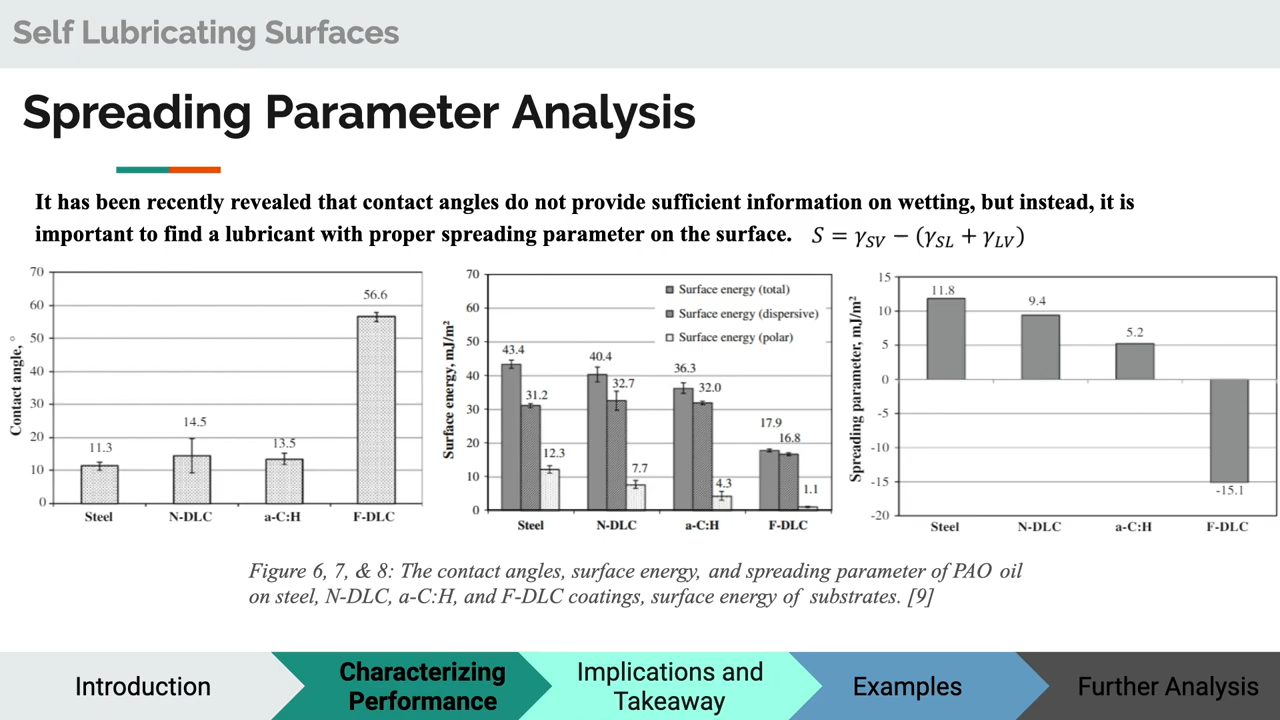 Self Lubricating Surfaces
Spreading Parameter Analysis
It has been recently revealed that contact angles do not provide sufficient information on wetting, but instead, it is
important to find a lubricant with proper spreading parameter on the surface. S = γSV − (γSL + γLV)
Contact angle, °
70
60
50
40
30
20
10
0
11.3
14.5
13.5
56.6
Steel
N-DLC
a-C:H
F-DLC
Surface energy, mJ/m²
70
60
50
40
30
20
10
0
Surface energy (total)
Surface energy (dispersive)
Surface energy (polar)
43.4
31.2
12.3
40.4
32.7
7.7
36.3
32.0
4.3
17.9
16.8
1.1
Steel
N-DLC
a-C:H
F-DLC
Spreading parameter, mJ/m²
15
10
5
0
-5
-10
-15
-20
11.8
9.4
5.2
-15.1
Steel
N-DLC
a-C:H
F-DLC
Figure 6, 7, & 8: The contact angles, surface energy, and spreading parameter of PAO oil
on steel, N-DLC, a-C:H, and F-DLC coatings, surface energy of substrates. [9]
Introduction
Characterizing
Performance
Implications and
Takeaway
Examples
Further Analysis